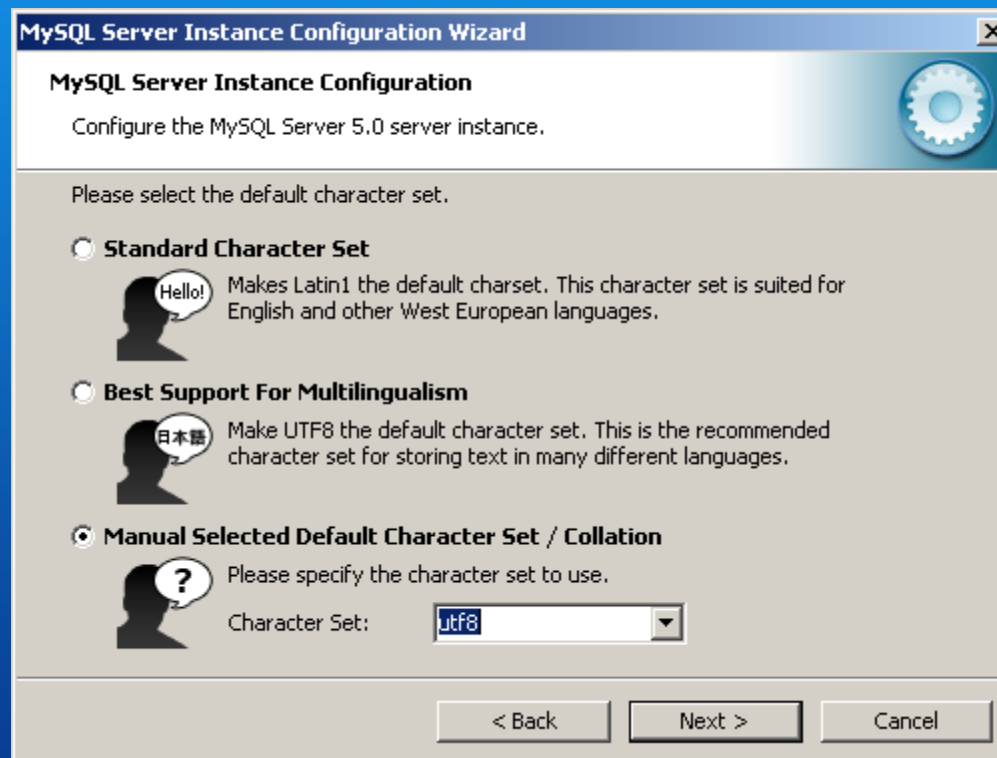 MySQL Server Instance Configuration Wizard
MySQL Server Instance Configuration
Configure the MySQL Server 5.0 server instance.
Please select the default character set.
Standard Character Set
Hello!
Makes Latin1 the default charset. This character set is suited for
English and other West European languages.
Best Support For Multilingualism
日本語
Make UTF8 the default character set. This is the recommended
character set for storing text in many different languages.
Manual Selected Default Character Set / Collation
?
Please specify the character set to use.
Character Set: utf8
< Back Next > Cancel